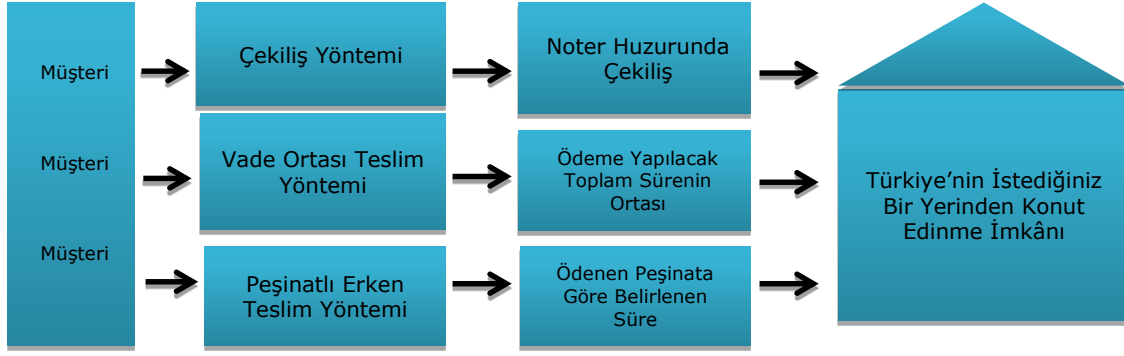 Müşteri
Çekiliş Yöntemi
Noter Huzurunda
Çekiliş
Müşteri
Vade Ortası Teslim
Yöntemi
Ödeme Yapılacak
Toplam Sürenin
Ortası
Müşteri
Peşinatlı Erken
Teslim Yöntemi
Ödenen Peşinata
Göre Belirlenen
Süre
Türkiye’nin İstediğiniz
Bir Yerinden Konut
Edinme İmkânı